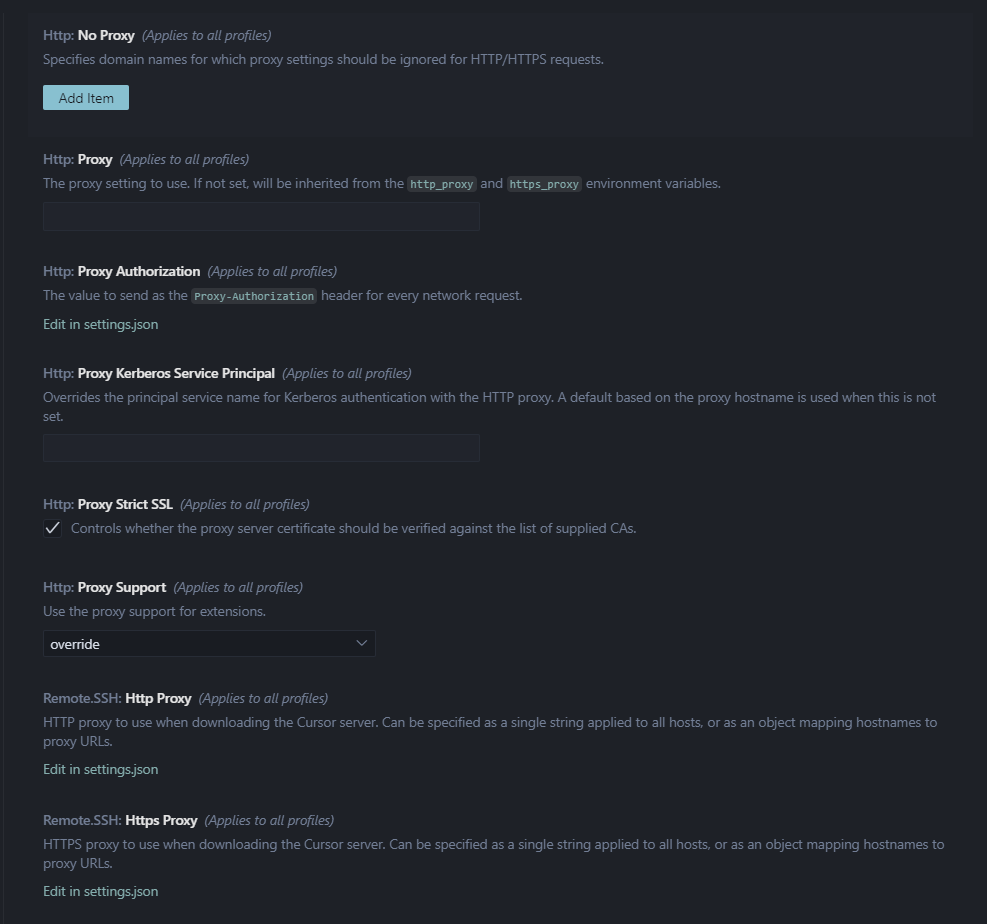 Http: No Proxy (Applies to all profiles)
Specifies domain names for which proxy settings should be ignored for HTTP/HTTPS requests.
Add Item
Http: Proxy (Applies to all profiles)
The proxy setting to use. If not set, will be inherited from the http_proxy and https_proxy environment variables.
Http: Proxy Authorization (Applies to all profiles)
The value to send as the Proxy-Authorization header for every network request.
Edit in settings.json
Http: Proxy Kerberos Service Principal (Applies to all profiles)
Overrides the principal service name for Kerberos authentication with the HTTP proxy. A default based on the proxy hostname is used when this is not
set.
Http: Proxy Strict SSL (Applies to all profiles)
Controls whether the proxy server certificate should be verified against the list of supplied CAs.
Http: Proxy Support (Applies to all profiles)
Use the proxy support for extensions.
override
Remote.SSH: Http Proxy (Applies to all profiles)
HTTP proxy to use when downloading the Cursor server. Can be specified as a single string applied to all hosts, or as an object mapping hostnames to
proxy URLs.
Edit in settings.json
Remote.SSH: Https Proxy (Applies to all profiles)
HTTPS proxy to use when downloading the Cursor server. Can be specified as a single string applied to all hosts, or as an object mapping hostnames to
proxy URLs.
Edit in settings.json